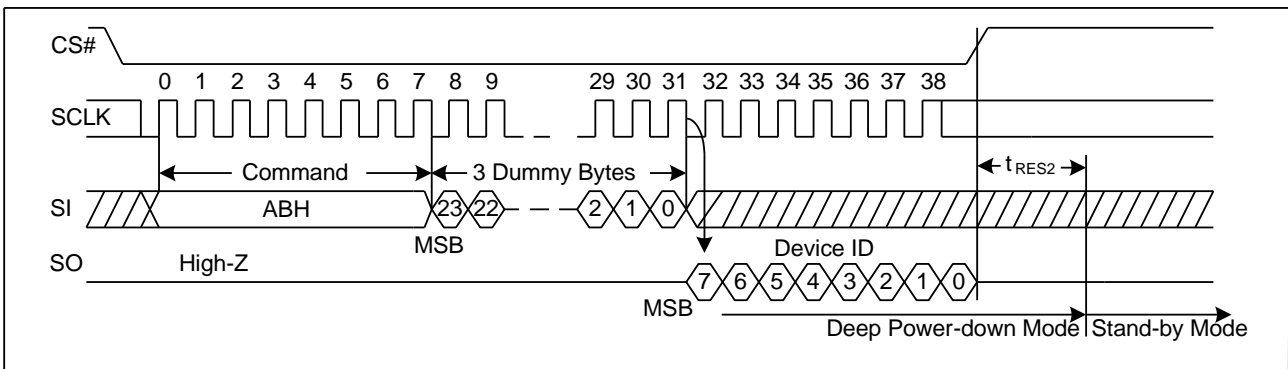 CS#
0 1 2 3 4 5 6 7 8 9 29 30 31 32 33 34 35 36 37 38
SCLK
Command 3 Dummy Bytes tRES2
SI ABH 23 22 2 1 0
MSB
SO High-Z Device ID
7 6 5 4 3 2 1 0
MSB
Deep Power-down Mode Stand-by Mode